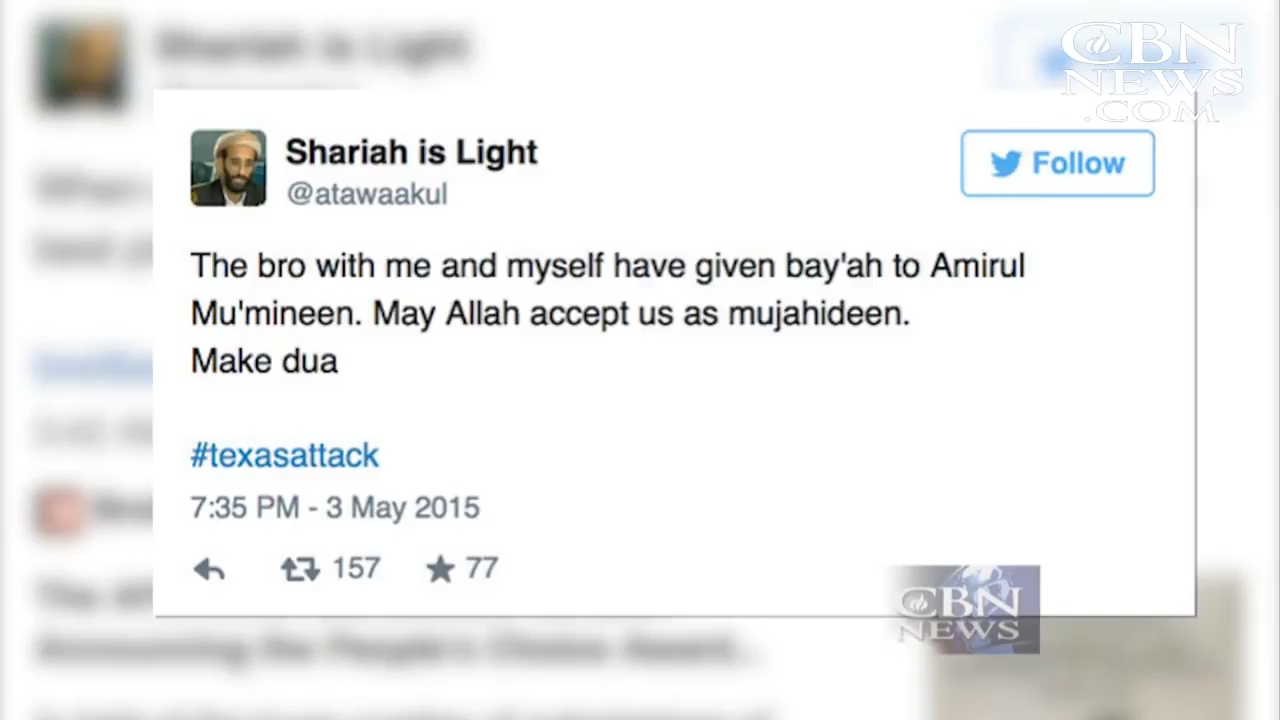 CBN
NEWS
.COM
Shariah is Light
@atawaakul
Follow
The bro with me and myself have given bay'ah to Amirul
Mu'mineen. May Allah accept us as mujahideen.
Make dua
#texasattack
7:35 PM - 3 May 2015
157 77
CBN
NEWS